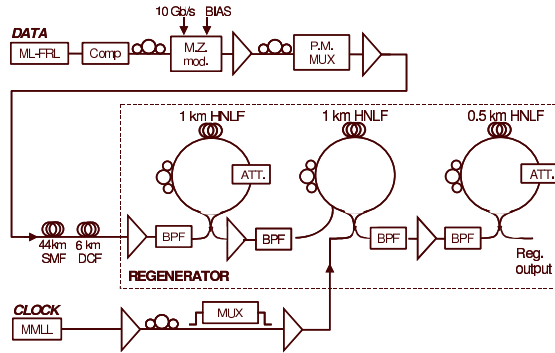 10 Gb/s BIAS
DATA
ML-FRL
Comp
M.Z.
mod.
P.M.
MUX
1 km HNLF
1 km HNLF
0.5 km HNLF
ATT.
ATT.
44km
SMF
6 km
DCF
BPF
BPF
BPF
BPF
Reg.
output
REGENERATOR
CLOCK
MMLL
MUX